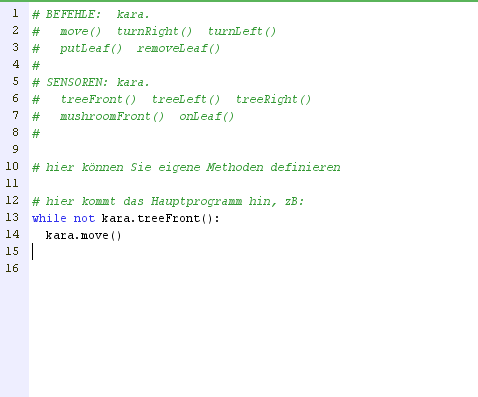 1 # BEFEHLE:  kara.
2 #   move()  turnRight()  turnLeft()
3 #   putLeaf()  removeLeaf()
4 #
5 # SENSOREN: kara.
6 #   treeFront()  treeLeft()  treeRight()
7 #   mushroomFront()  onLeaf()
8 #
9
10 # hier können Sie eigene Methoden definieren
11
12 # hier kommt das Hauptprogramm hin, zB:
13 while not kara.treeFront():
14   kara.move()
15
16